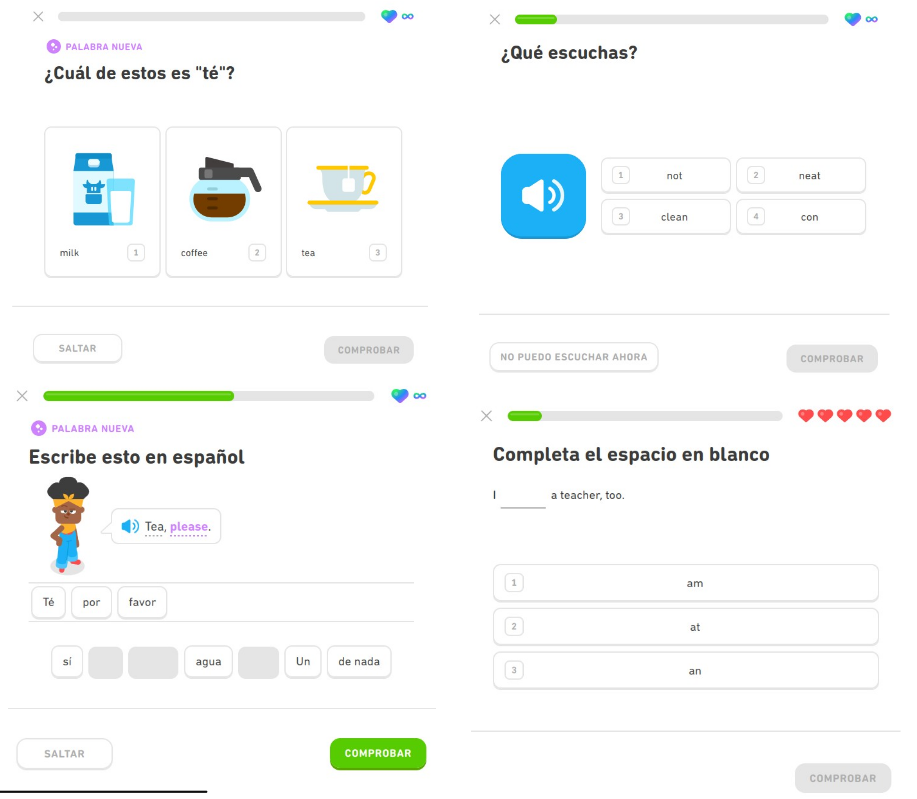 PALABRA NUEVA
¿Cuál de estos es "té"?
milk
1
coffee
2
tea
3
SALTAR
COMPROBAR
¿Qué escuchas?
1 not
2 neat
3 clean
4 con
NO PUEDO ESCUCHAR AHORA
COMPROBAR
PALABRA NUEVA
Escribe esto en español
Tea, please.
Té por favor
sí agua Un de nada
SALTAR
COMPROBAR
Completa el espacio en blanco
I ______ a teacher, too.
1 am
2 at
3 an
COMPROBAR